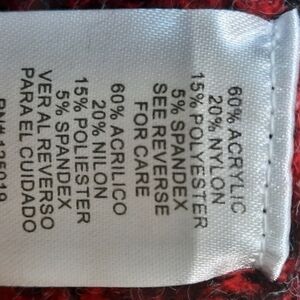 60% ACRYLIC
20% NYLON
15% POLYESTER
5% SPANDEX
SEE REVERSE
FOR CARE
60% ACRILICO
20% NILON
15% POLIESTER
5% SPANDEX
VER AL REVERSO
PARA EL CUIDADO